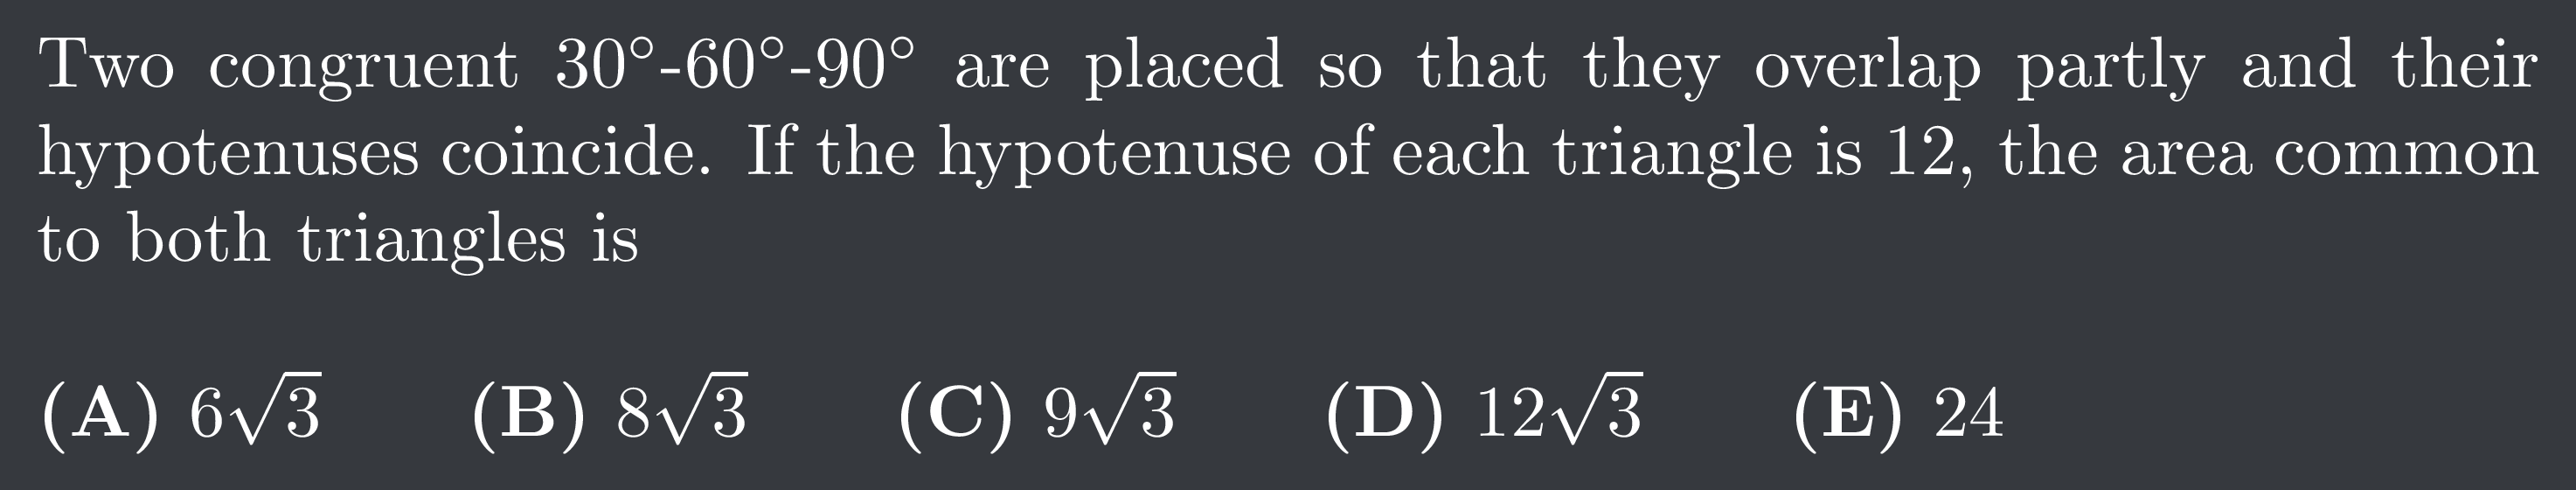 Two congruent 30°-60°-90° are placed so that they overlap partly and their
hypotenuses coincide. If the hypotenuse of each triangle is 12, the area common
to both triangles is
(A) 6√3 (B) 8√3 (C) 9√3 (D) 12√3 (E) 24